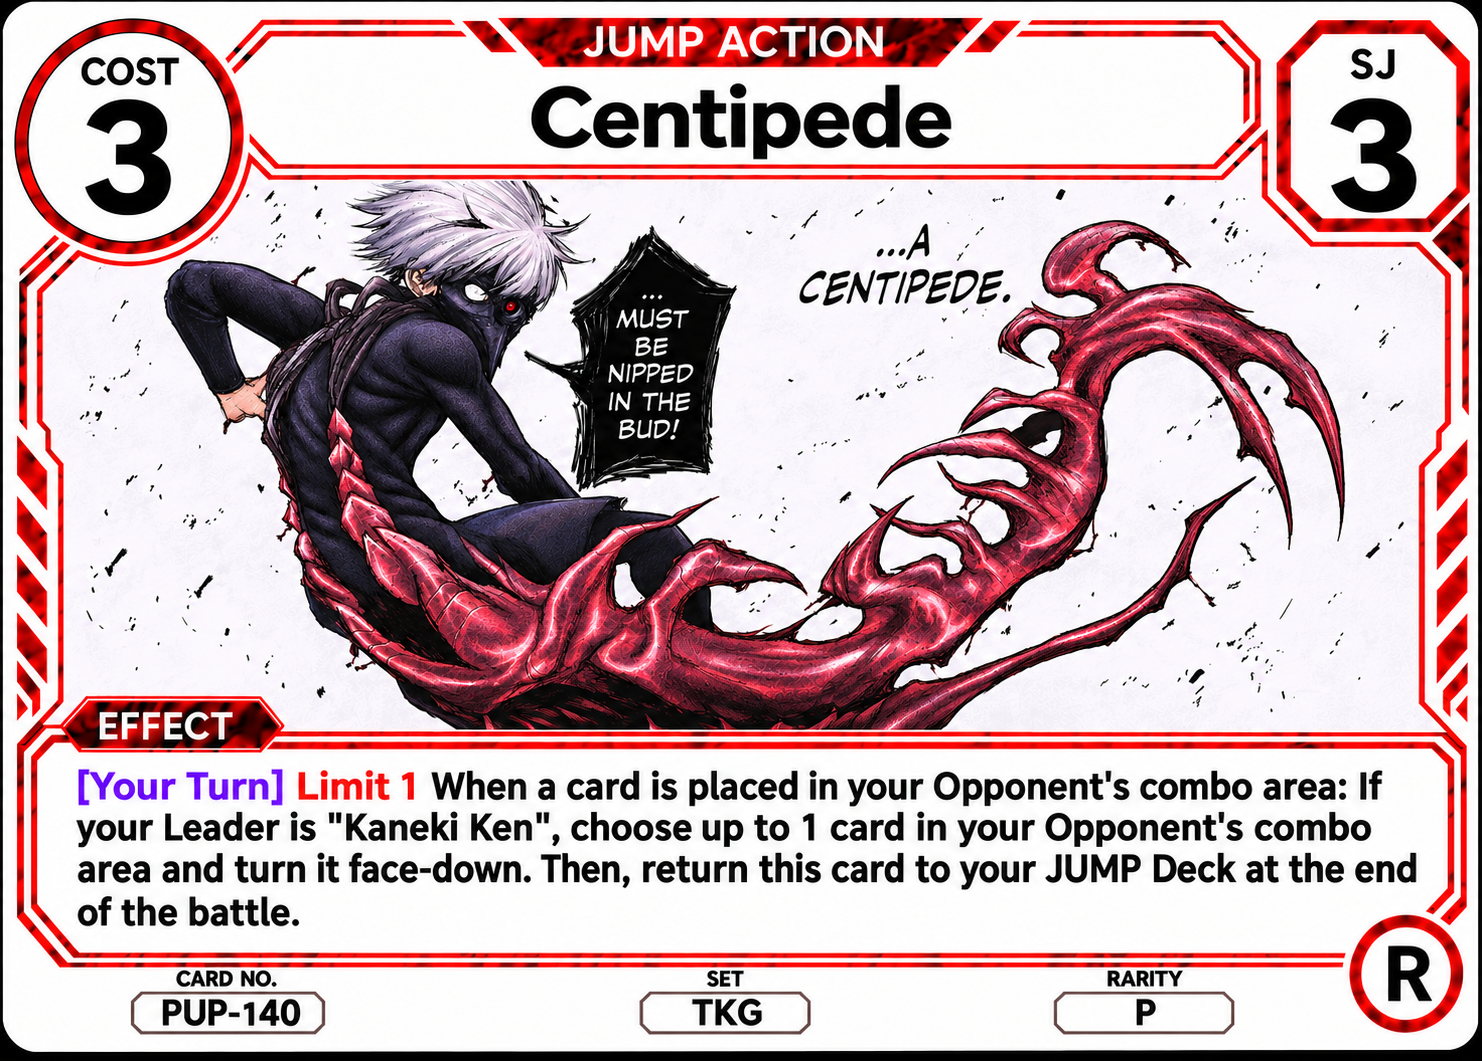 JUMP ACTION
COST
3
Centipede
SJ
3
...A
CENTIPEDE.
...
MUST
BE
NIPPED
IN THE
BUD!
EFFECT
[Your Turn] Limit 1 When a card is placed in your Opponent's combo area: If
your Leader is "Kaneki Ken", choose up to 1 card in your Opponent's combo
area and turn it face-down. Then, return this card to your JUMP Deck at the end
of the battle.
R
CARD NO.
PUP-140
SET
TKG
RARITY
P